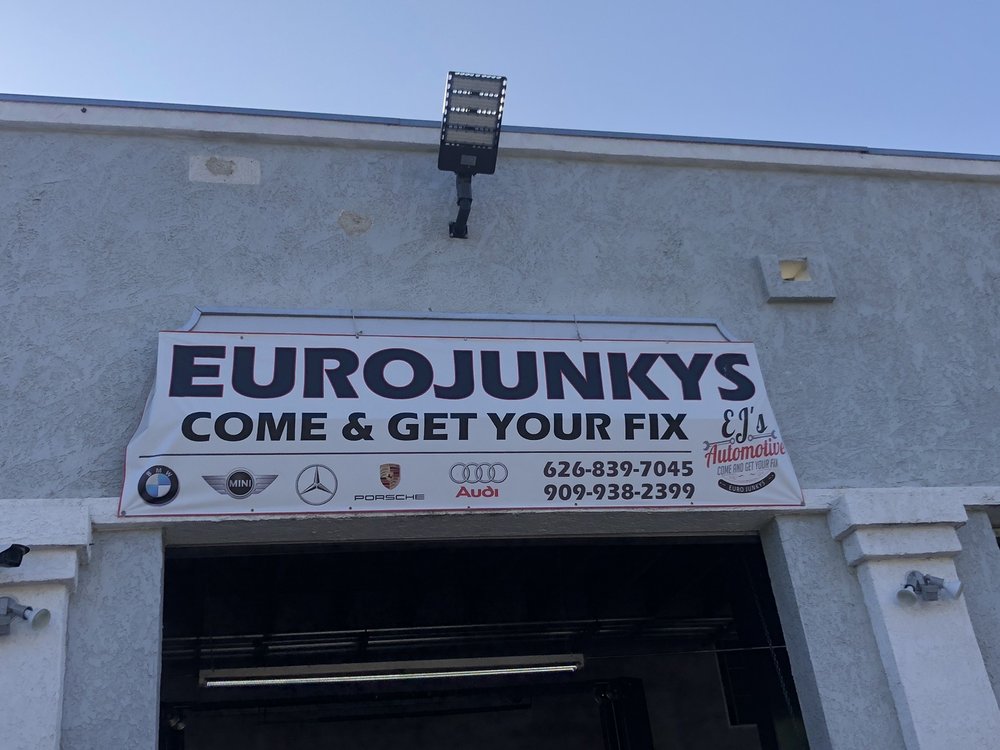 EUROJUNKYS
COME & GET YOUR FIX
EJ's
Automotive
COME AND GET YOUR FIX
EURO JUNKYS
BMW
MINI
PORSCHE
Audi
626-839-7045
909-938-2399